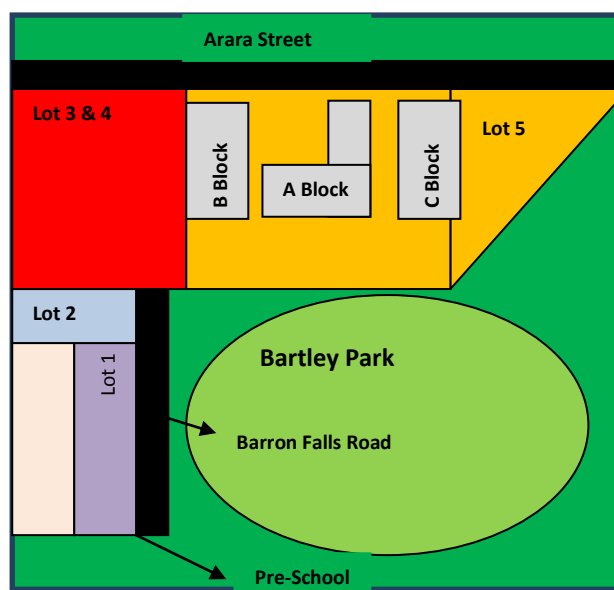 Arara Street
Lot 3 & 4
Lot 5
B Block
A Block
C Block
Lot 2
Lot 1
Bartley Park
Barron Falls Road
Pre-School